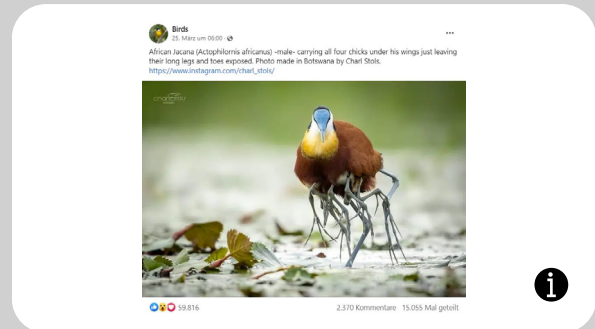 Birds
25. März um 06:00 ·
African Jacana (Actophilornis africanus) -male- carrying all four chicks under his wings just leaving
their long legs and toes exposed. Photo made in Botswana by Charl Stols.
https://www.instagram.com/charl_stols/
59.816
2.370 Kommentare 15.055 Mal geteilt